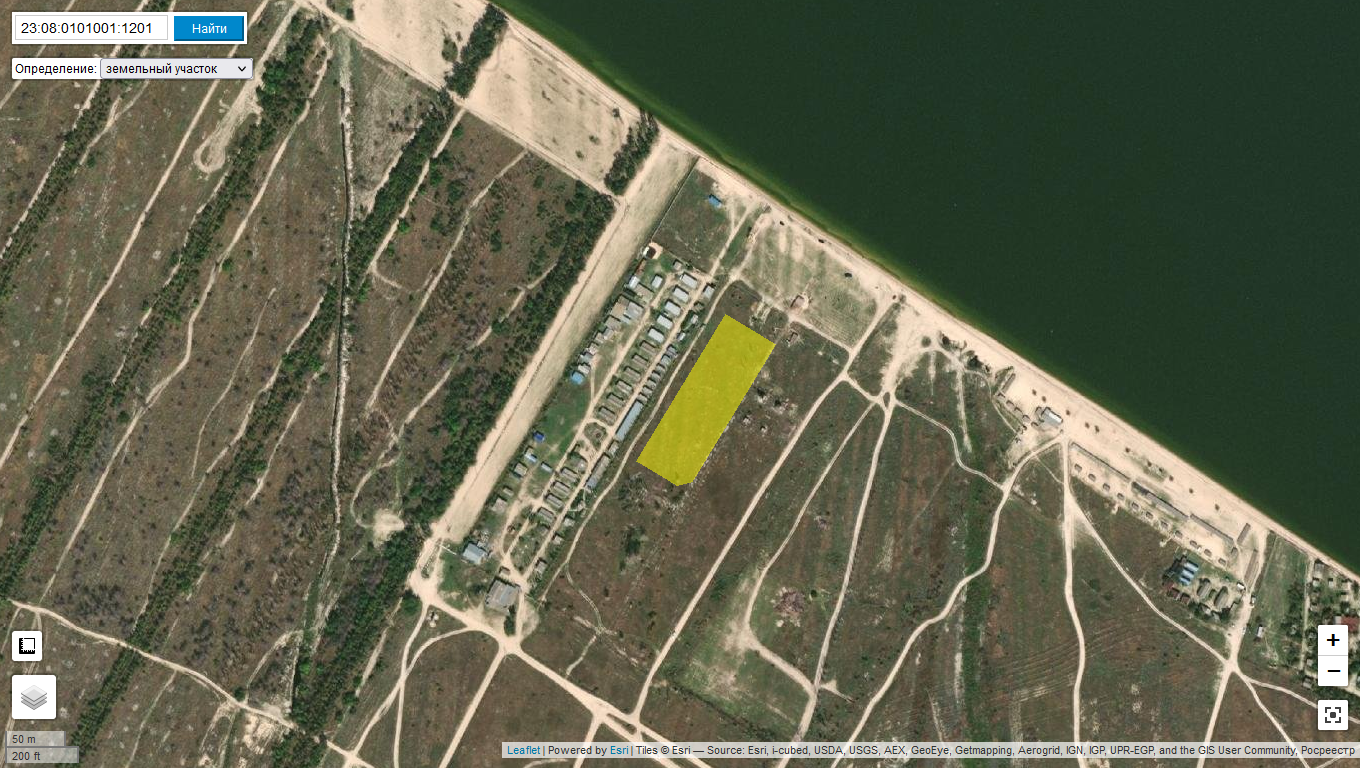 23:08:0101001:1201
Найти
Определение: земельный участок
+
−
50 m
200 ft
Leaflet | Powered by Esri | Tiles © Esri — Source: Esri, i-cubed, USDA, USGS, AEX, GeoEye, Getmapping, Aerogrid, IGN, IGP, UPR-EGP, and the GIS User Community, Росреестр